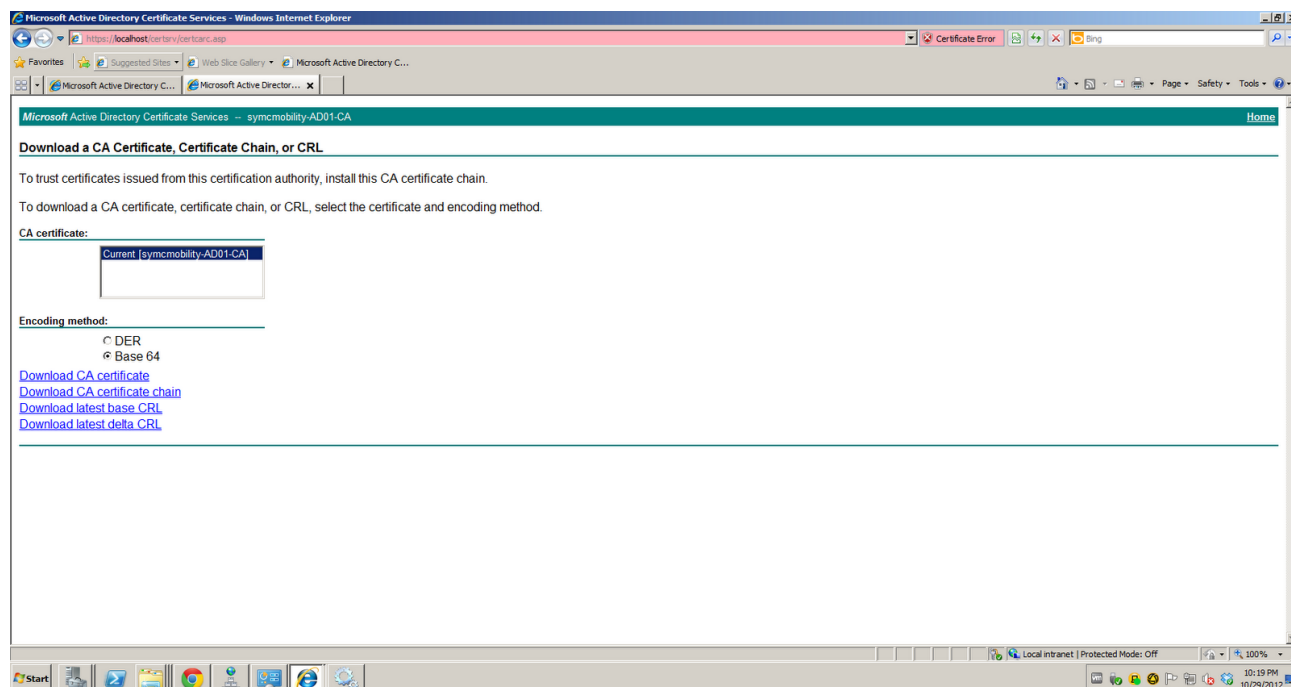 Microsoft Active Directory Certificate Services - Windows Internet Explorer
https://localhost/certsrv/certcarc.asp
Certificate Error
Bing
Favorites
Suggested Sites
Web Slice Gallery
Microsoft Active Directory C...
Microsoft Active Directory C...
Microsoft Active Director...
Page
Safety
Tools
Microsoft Active Directory Certificate Services -- symcmobility-AD01-CA
Home
Download a CA Certificate, Certificate Chain, or CRL
To trust certificates issued from this certification authority, install this CA certificate chain.
To download a CA certificate, certificate chain, or CRL, select the certificate and encoding method.
CA certificate:
Current [symcmobility-AD01-CA]
Encoding method:
DER
Base 64
Download CA certificate
Download CA certificate chain
Download latest base CRL
Download latest delta CRL
Local intranet | Protected Mode: Off
100%
Start
10:19 PM
10/29/2012